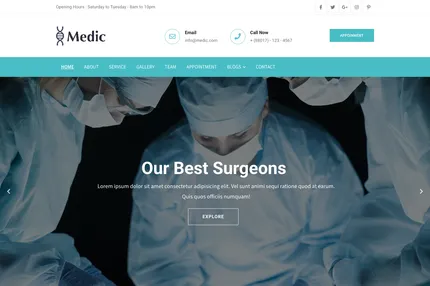 Opening Hours : Saturday to Tuesday - 8am to 10pm
Medic
Email
info@medic.com
Call Now
+ (88017) - 123 - 4567
APPOINMENT
HOME ABOUT SERVICE GALLERY TEAM APPOINTMENT BLOGS CONTACT
Our Best Surgeons
Lorem ipsum dolor sit amet consectetur adipisicing elit. Vel sunt animi sequi ratione quod at earum.
Quis quos officiis numquam!
EXPLORE